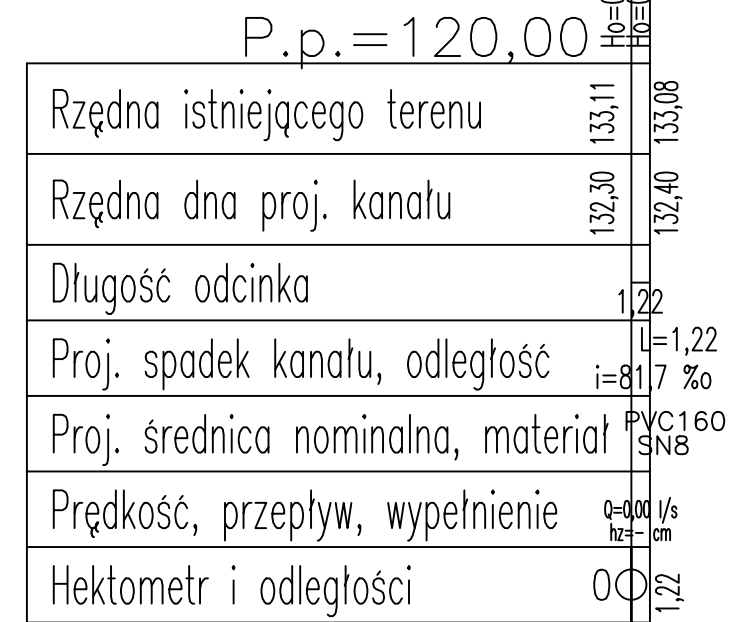 P.p.=120,00
Ho=(
Ho=(
Rzędna istniejącego terenu
133,11
133,08
Rzędna dna proj. kanału
132,30
132,40
Długość odcinka
1,22
Proj. spadek kanału, odległość
L=1,22
i=81,7 ‰
Proj. średnica nominalna, materiał
PVC160
SN8
Prędkość, przepływ, wypełnienie
Q=0,00 l/s
hz=- cm
Hektometr i odległości
0
1,22